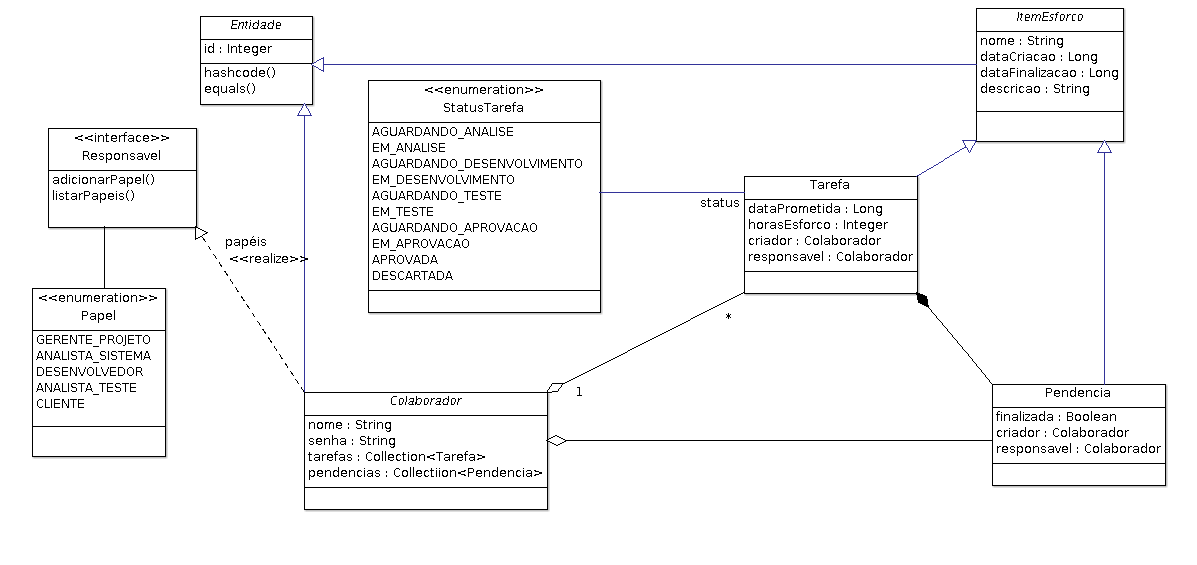 Entidade
id : Integer
hashcode()
equals()
ItemEsforco
nome : String
dataCriacao : Long
dataFinalizacao : Long
descricao : String
<<enumeration>>
StatusTarefa
AGUARDANDO_ANALISE
EM_ANALISE
AGUARDANDO_DESENVOLVIMENTO
EM_DESENVOLVIMENTO
AGUARDANDO_TESTE
EM_TESTE
AGUARDANDO_APROVACAO
EM_APROVACAO
APROVADA
DESCARTADA
<<interface>>
Responsavel
adicionarPapel()
listarPapeis()
status
Tarefa
dataPrometida : Long
horasEsforco : Integer
criador : Colaborador
responsavel : Colaborador
papéis
<<realize>>
<<enumeration>>
Papel
GERENTE_PROJETO
ANALISTA_SISTEMA
DESENVOLVEDOR
ANALISTA_TESTE
CLIENTE
*
1
Colaborador
nome : String
senha : String
tarefas : Collection<Tarefa>
pendencias : Collectiion<Pendencia>
Pendencia
finalizada : Boolean
criador : Colaborador
responsavel : Colaborador